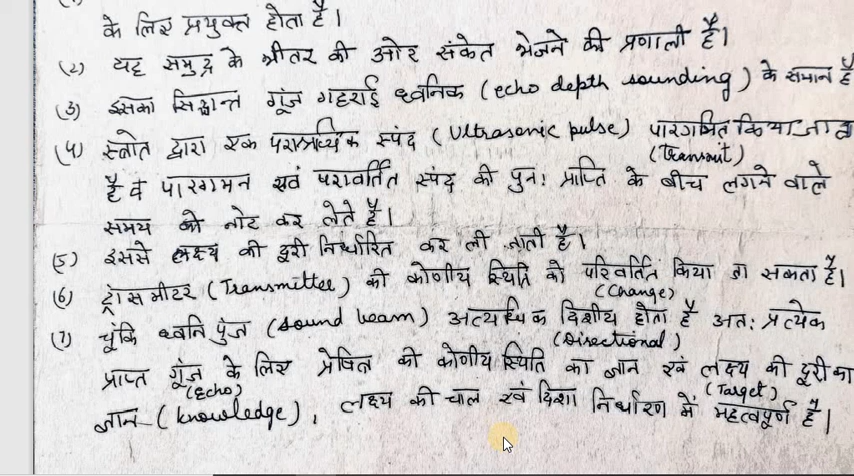 के लिए प्रयुक्त होता है।
(2) यह समुद्र के भीतर की ओर संकेत भेजने की प्रणाली है।
(3) इसका सिद्धान्त गूंज गहराई ध्वनिक (echo depth sounding) के समान है
(4) स्त्रोत द्वारा एक पराश्रव्यिक स्पंद (Ultrasonic pulse) पारगमित किया जाता
(Transmit)
है व पारगमन एवं परावर्तित स्पंद की पुनः प्राप्ति के बीच लगने वाले
समय को नोट कर लेते हैं।
(5) इससे लक्ष्य की दूरी निर्धारित कर ली जाती है।
(6) ट्रांसमीटर (Transmitter) की कोणीय स्थिति को परिवर्तित किया जा सकता है।
(Change)
(7) चूंकि ध्वनि पुंज (sound beam) अत्यधिक दिशीय होता है अतः प्रत्येक
(Directional)
प्राप्त गूंज के लिए प्रेषित की कोणीय स्थिति का ज्ञान एवं लक्ष्य की दूरी का
(Echo) (Target)
ज्ञान (knowledge), लक्ष्य की चाल एवं दिशा निर्धारण में महत्वपूर्ण है।